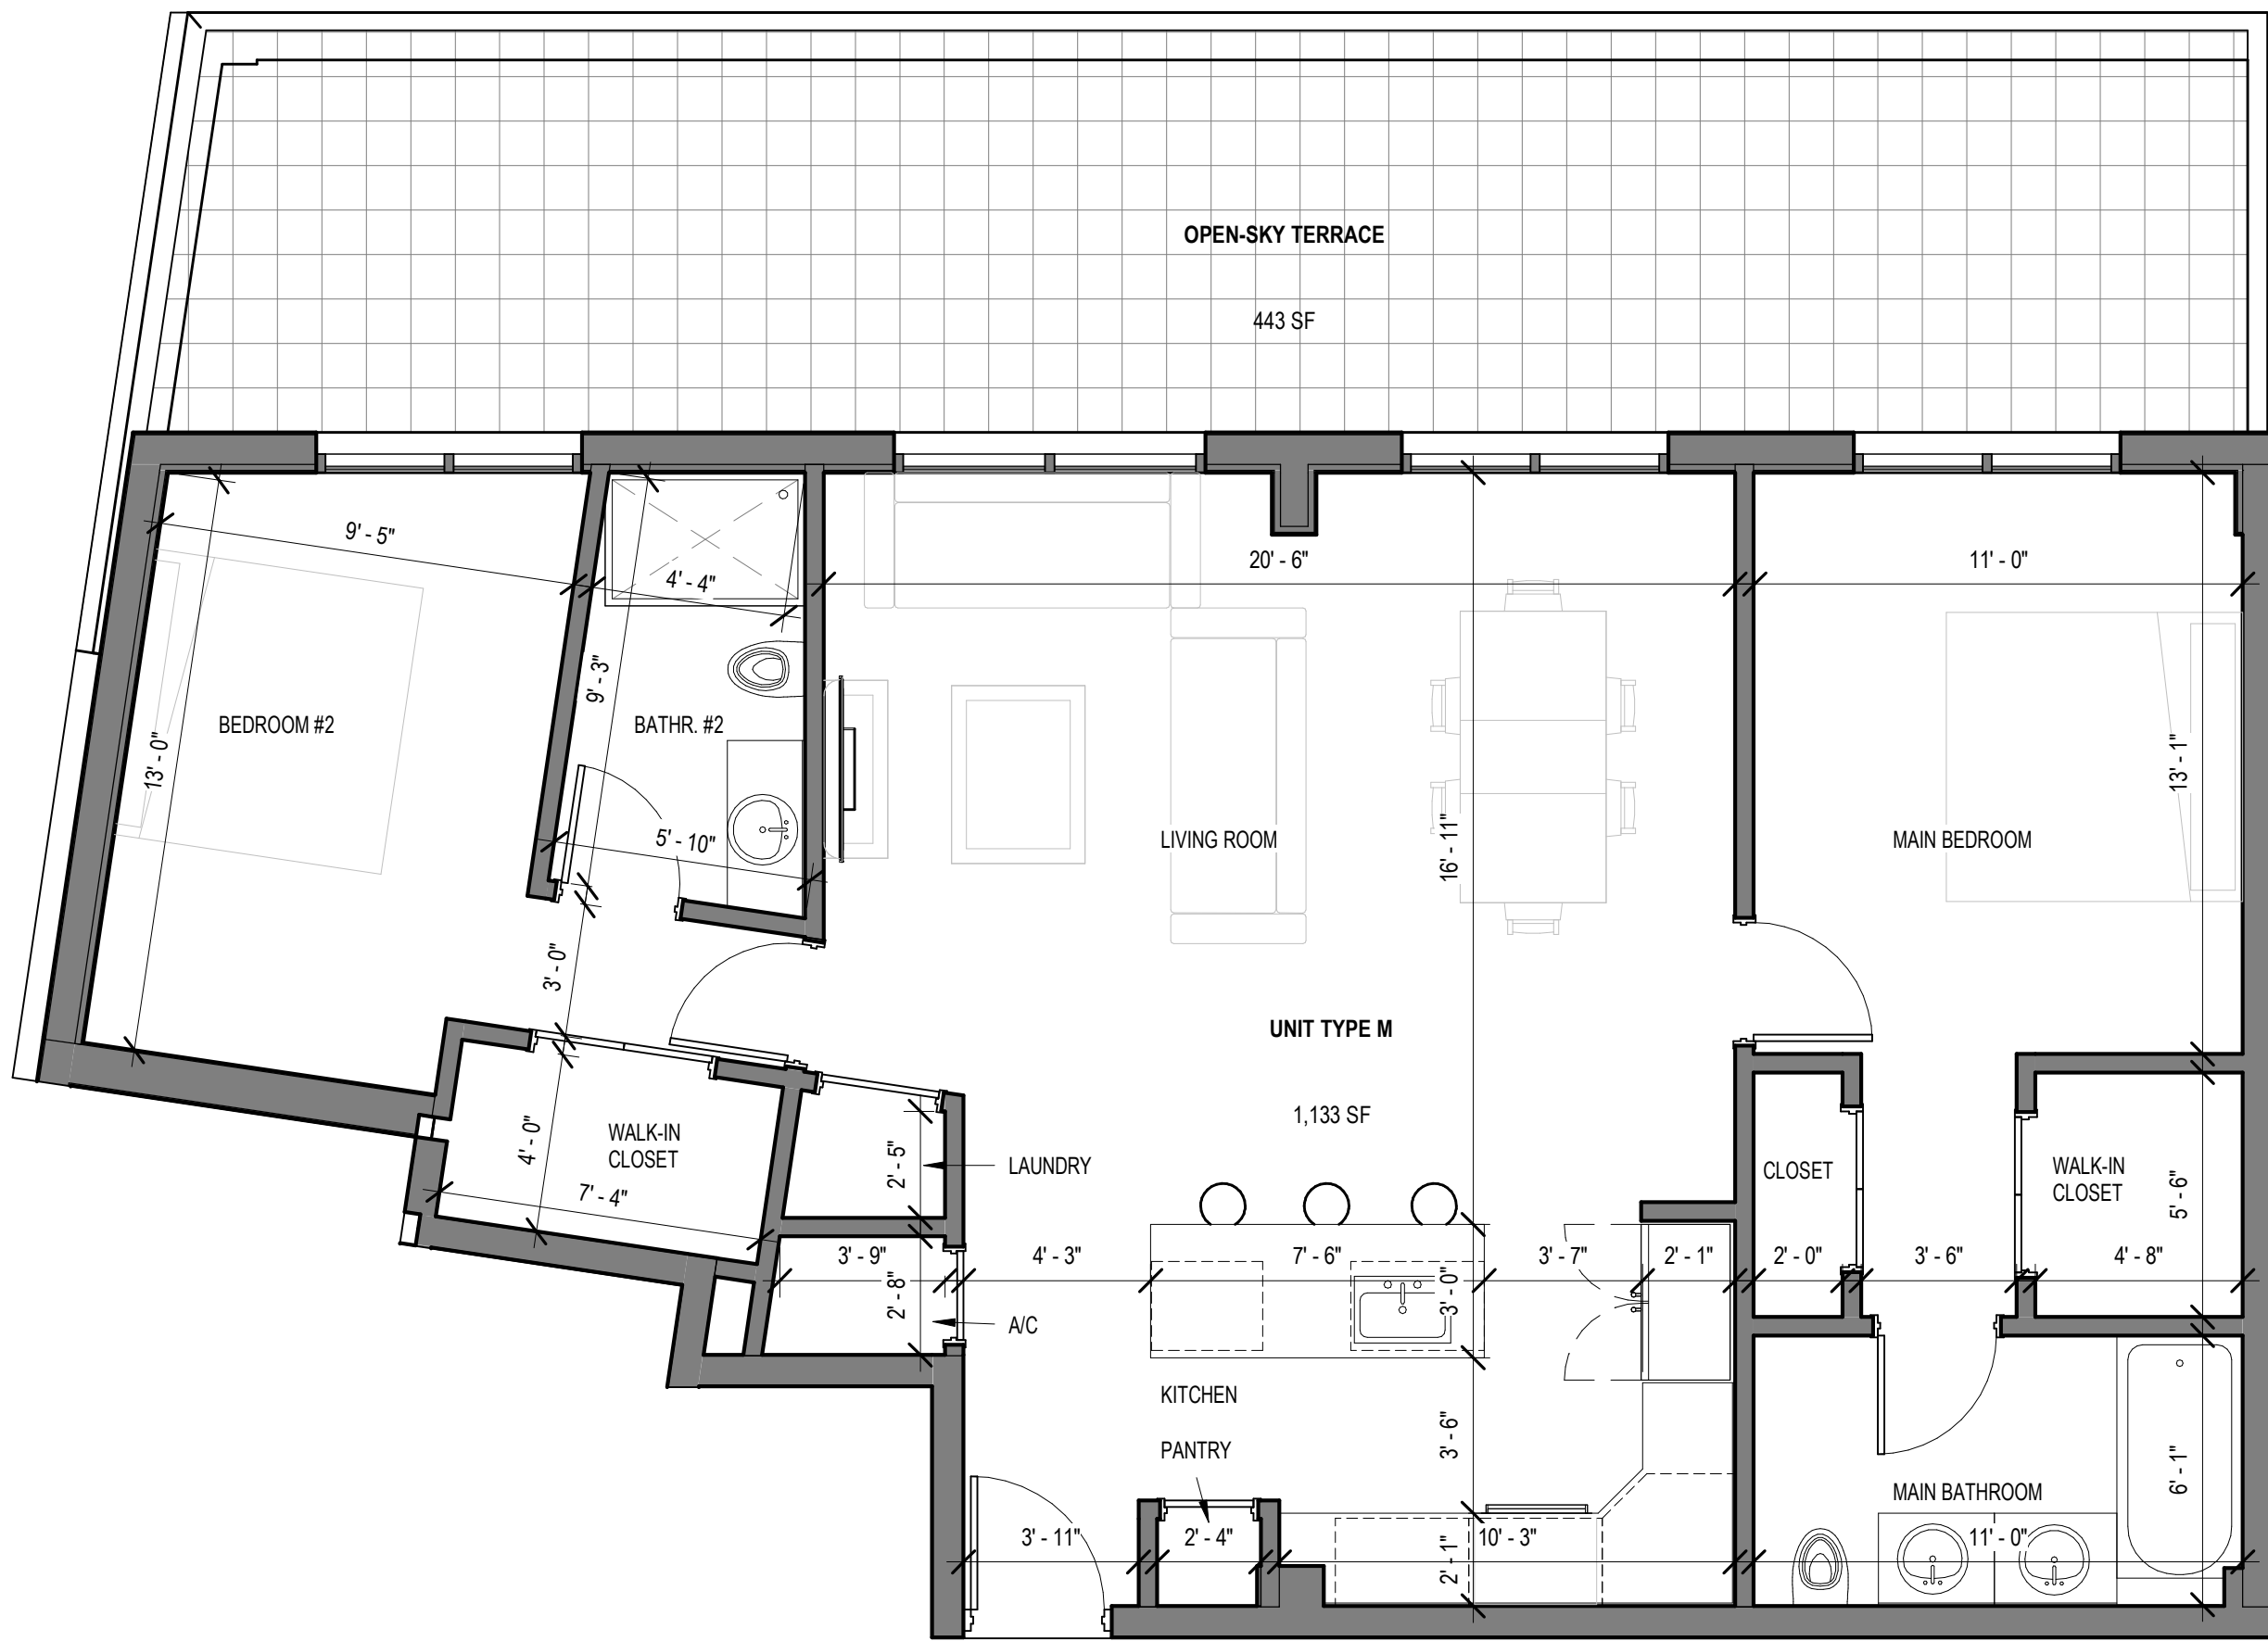 OPEN-SKY TERRACE
443 SF
9' - 5"
4' - 4"
20' - 6"
11' - 0"
9' - 3"
13' - 0"
BEDROOM #2
BATHR. #2
13' - 1"
5' - 10"
LIVING ROOM
16' - 11"
MAIN BEDROOM
3' - 0"
UNIT TYPE M
1,133 SF
4' - 0"
WALK-IN
CLOSET
7' - 4"
2' - 5"
LAUNDRY
CLOSET
WALK-IN
CLOSET
5' - 6"
3' - 9"
2' - 8"
4' - 3"
7' - 6"
3' - 0"
3' - 7"
2' - 1"
2' - 0"
3' - 6"
4' - 8"
A/C
KITCHEN
3' - 6"
PANTRY
MAIN BATHROOM
6' - 1"
3' - 11"
2' - 4"
2' - 1"
10' - 3"
11' - 0"